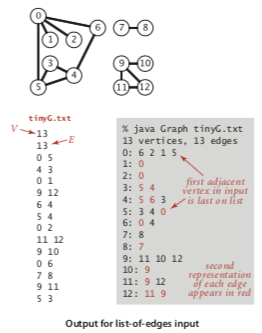 0
6
7
8
1
2
3
9
10
4
5
11
12
tinyG.txt
V
13
13
E
0 5
4 3
0 1
9 12
6 4
5 4
0 2
11 12
9 10
0 6
7 8
9 11
5 3
% java Graph tinyG.txt
13 vertices, 13 edges
0: 6 2 1 5
1: 0
2: 0
3: 5 4
4: 5 6 3
5: 3 4 0
6: 0 4
7: 8
8: 7
9: 11 10 12
10: 9
11: 9 12
12: 11 9
first adjacent
vertex in input
is last on list
second
representation
of each edge
appears in red
Output for list-of-edges input